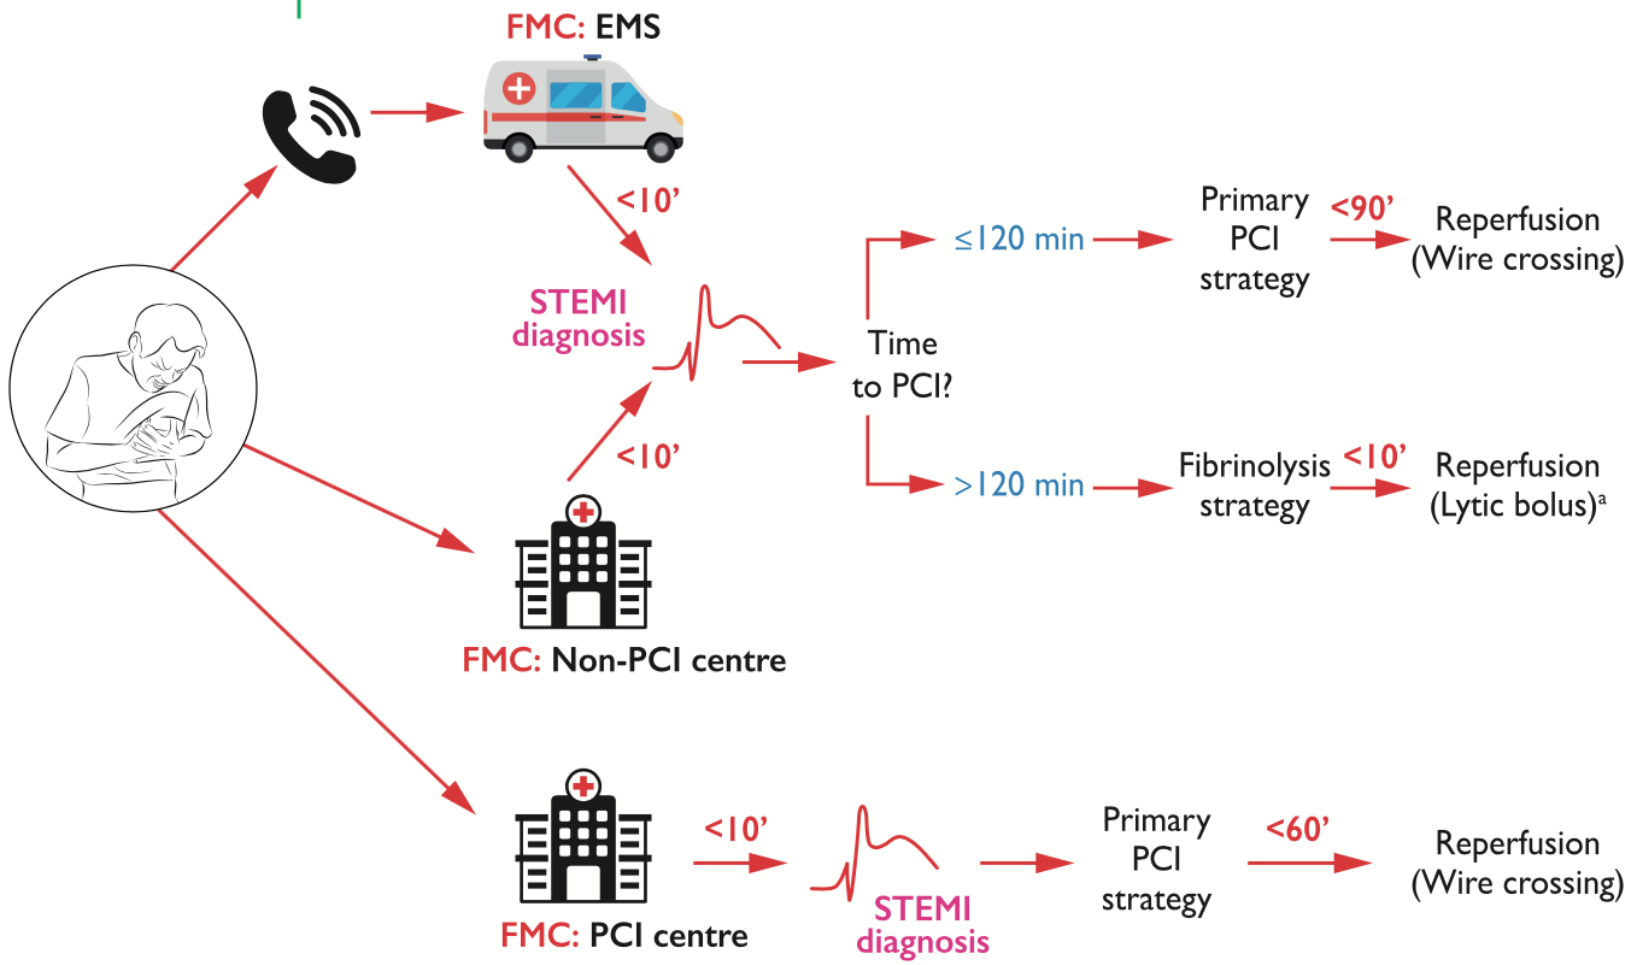 FMC: EMS
<10’
STEMI
diagnosis
<10’
FMC: Non-PCI centre
Time
to PCI?
≤120 min
Primary
PCI
strategy
<90’
Reperfusion
(Wire crossing)
>120 min
Fibrinolysis
strategy
<10’
Reperfusion
(Lytic bolus)ᵃ
FMC: PCI centre
<10’
STEMI
diagnosis
Primary
PCI
strategy
<60’
Reperfusion
(Wire crossing)